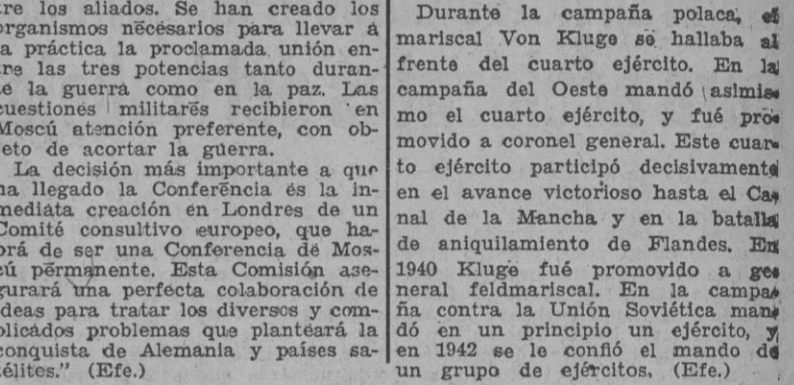 tre los aliados. Se han creado los
organismos necesarios para llevar á
la práctica la proclamada unión en-
tre las tres potencias tanto duran-
te la guerra como en la paz. Las
cuestiones militares recibieron en
Moscú atención preferente, con ob-
jeto de acortar la guerra.
La decisión más importante a que
ha llegado la Conferencia es la in-
mediata creación en Londres de un
Comité consultivo europeo, que ha-
brá de ser una Conferencia de Mos-
cú permanente. Esta Comisión ase-
gurará una perfecta colaboración de
ideas para tratar los diversos y com-
plicados problemas que planteará la
conquista de Alemania y países sa-
télites." (Efe.)
Durante la campaña polaca, el
mariscal Von Kluge se hallaba al
frente del cuarto ejército. En la
campaña del Oeste mandó asimis-
mo el cuarto ejército, y fué pro-
movido a coronel general. Este cuar-
to ejército participó decisivamente
en el avance victorioso hasta el Ca-
nal de la Mancha y en la batalla
de aniquilamiento de Flandes. En
1940 Kluge fué promovido a ge-
neral feldmariscal. En la campa-
ña contra la Unión Soviética man-
dó en un principio un ejército, y
en 1942 se le confió el mando de
un grupo de ejércitos. (Efe.)